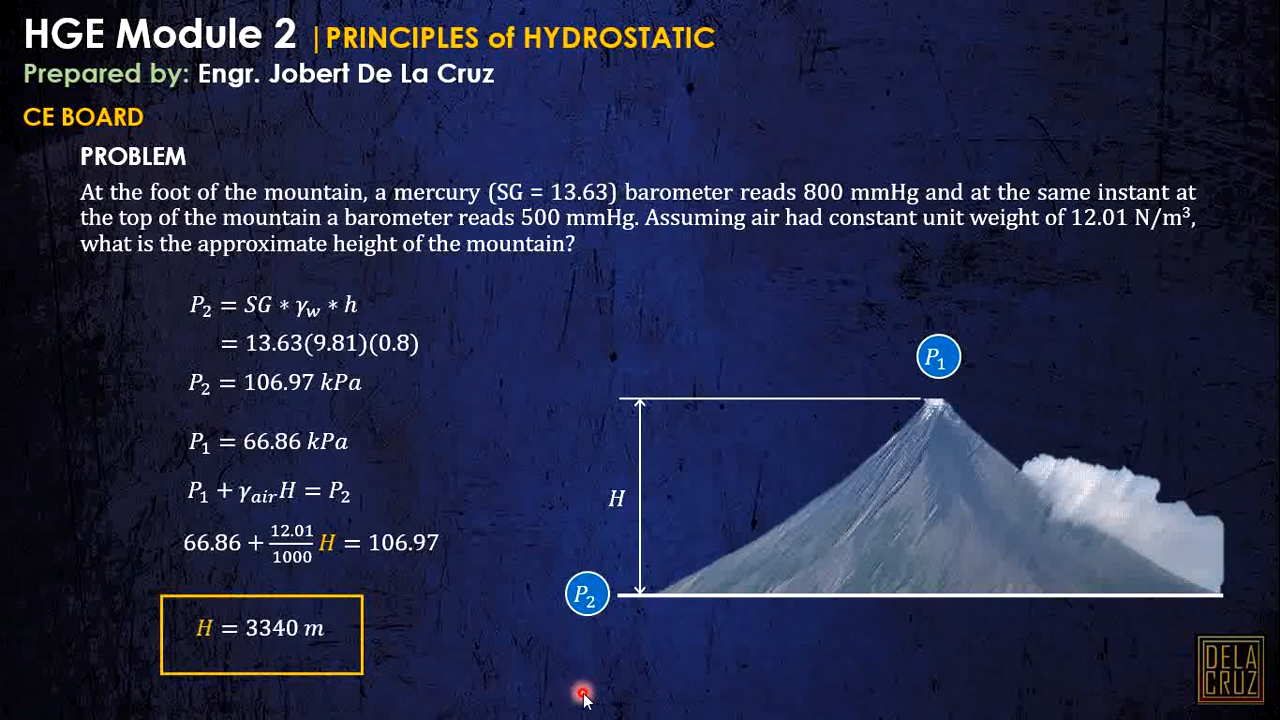 HGE Module 2 | PRINCIPLES of HYDROSTATIC
Prepared by: Engr. Jobert De La Cruz
CE BOARD
PROBLEM
At the foot of the mountain, a mercury (SG = 13.63) barometer reads 800 mmHg and at the same instant at
the top of the mountain a barometer reads 500 mmHg. Assuming air had constant unit weight of 12.01 N/m³,
what is the approximate height of the mountain?
P₂ = SG * γ_w * h
= 13.63(9.81)(0.8)
P₂ = 106.97 kPa
P₁ = 66.86 kPa
P₁ + γ_air H = P₂
66.86 + 12.01/1000 H = 106.97
H = 3340 m
P₁
H
P₂
DELA
CRUZ